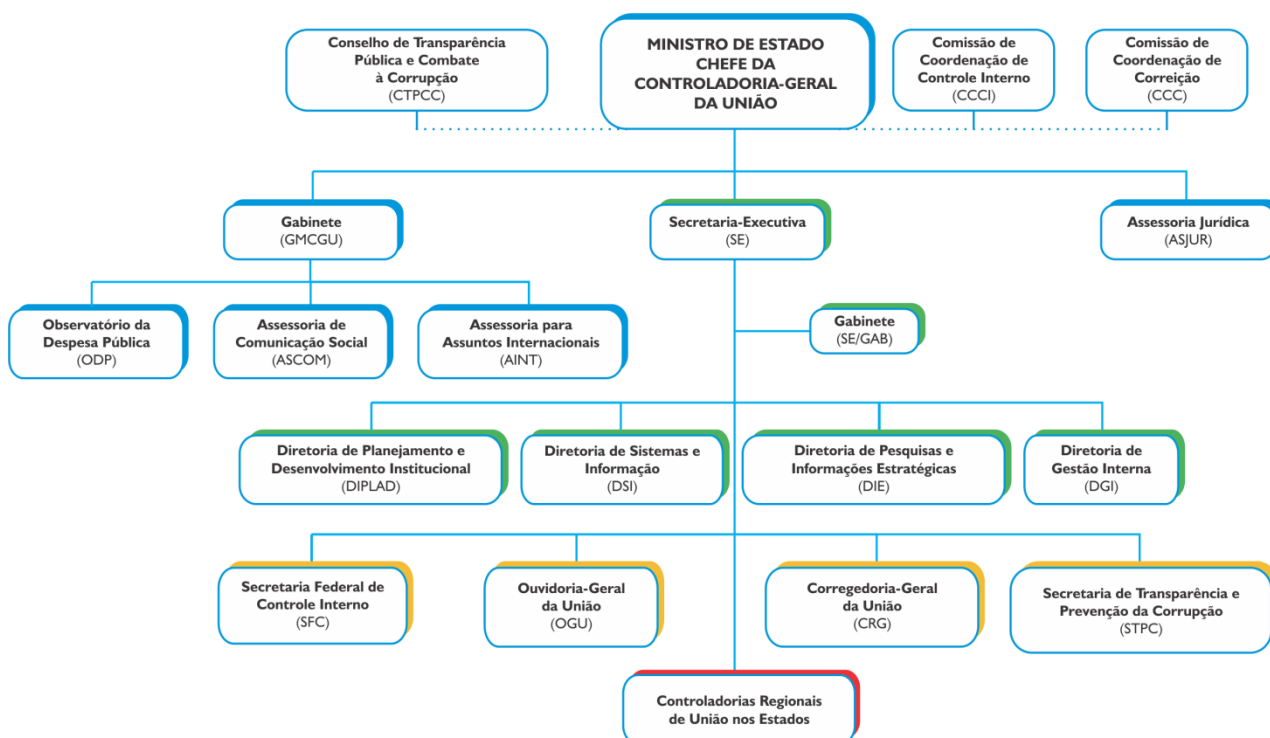 Conselho de Transparência
Pública e Combate
à Corrupção
(CTPCC)
MINISTRO DE ESTADO
CHEFE DA
CONTROLADORIA-GERAL
DA UNIÃO
Comissão de
Coordenação de
Controle Interno
(CCCI)
Comissão de
Coordenação de
Correição
(CCC)
Gabinete
(GMCGU)
Secretaria-Executiva
(SE)
Assessoria Jurídica
(ASJUR)
Observatório da
Despesa Pública
(ODP)
Assessoria de
Comunicação Social
(ASCOM)
Assessoria para
Assuntos Internacionais
(AINT)
Gabinete
(SE/GAB)
Diretoria de Planejamento e
Desenvolvimento Institucional
(DIPLAD)
Diretoria de Sistemas e
Informação
(DSI)
Diretoria de Pesquisas e
Informações Estratégicas
(DIE)
Diretoria de
Gestão Interna
(DGI)
Secretaria Federal de
Controle Interno
(SFC)
Ouvidoria-Geral
da União
(OGU)
Corregedoria-Geral
da União
(CRG)
Secretaria de Transparência e
Prevenção da Corrupção
(STPC)
Controladorias Regionais
de União nos Estados